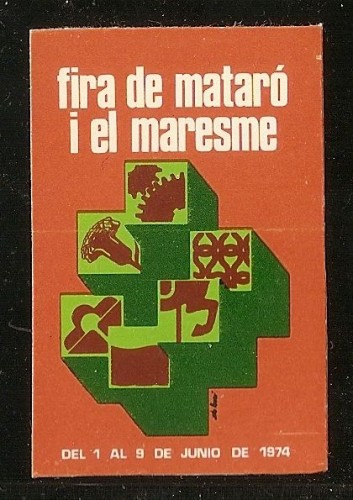 fira de mataró
i el maresme
DEL 1 AL 9 DE JUNIO DE 1974